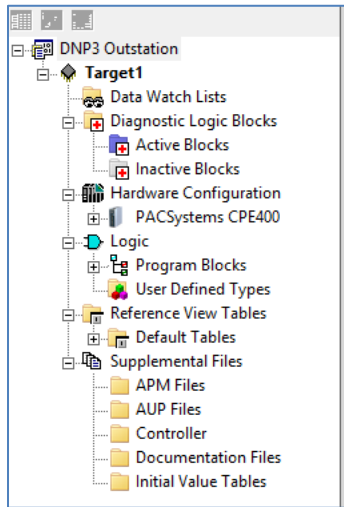 DNP3 Outstation
Target1
Data Watch Lists
Diagnostic Logic Blocks
Active Blocks
Inactive Blocks
Hardware Configuration
PACSystems CPE400
Logic
Program Blocks
User Defined Types
Reference View Tables
Default Tables
Supplemental Files
APM Files
AUP Files
Controller
Documentation Files
Initial Value Tables